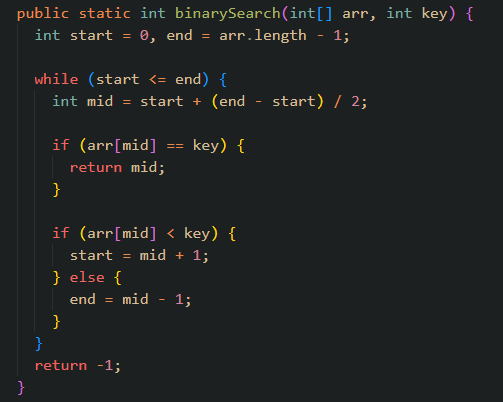 public static int binarySearch(int[] arr, int key) {
int start = 0, end = arr.length - 1;
while (start <= end) {
int mid = start + (end - start) / 2;
if (arr[mid] == key) {
return mid;
}
if (arr[mid] < key) {
start = mid + 1;
} else {
end = mid - 1;
}
}
return -1;
}